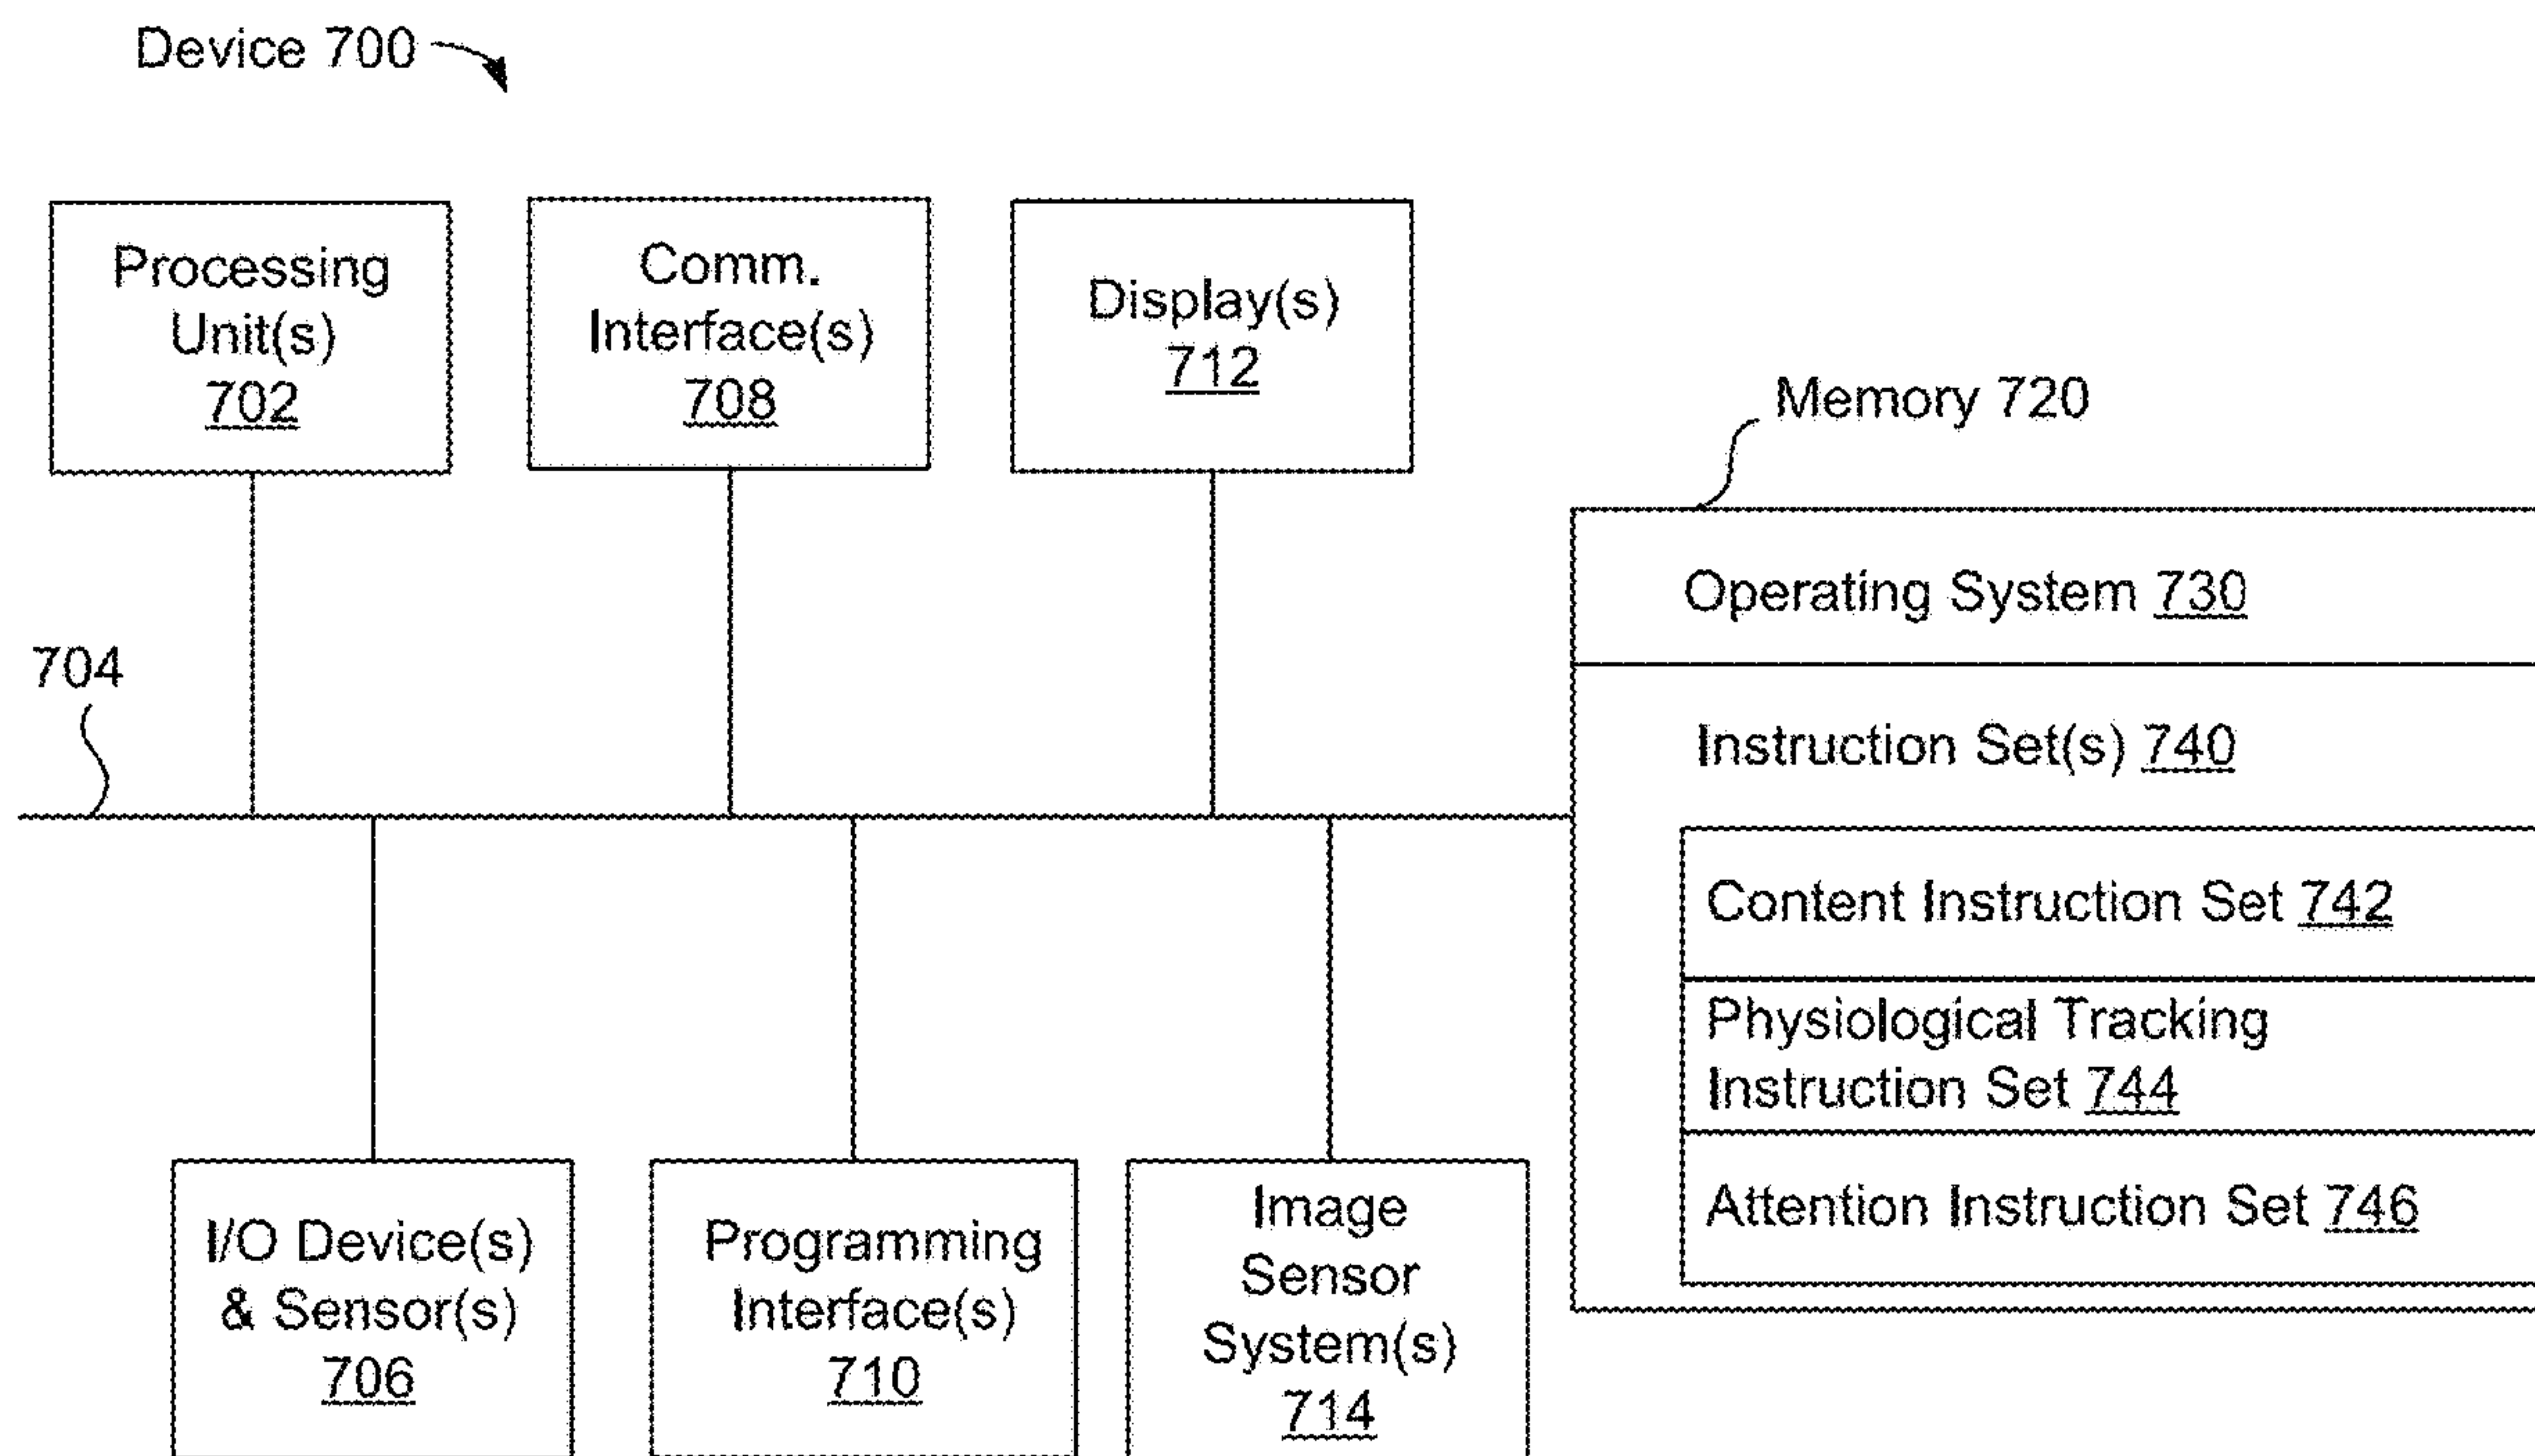 Device 700
Processing
Unit(s)
702
Comm.
Interface(s)
708
Display(s)
712
Memory 720
Operating System 730
704
Instruction Set(s) 740
Content Instruction Set 742
Physiological Tracking
Instruction Set 744
Attention Instruction Set 746
I/O Device(s)
& Sensor(s)
706
Programming
Interface(s)
710
Image
Sensor
System(s)
714